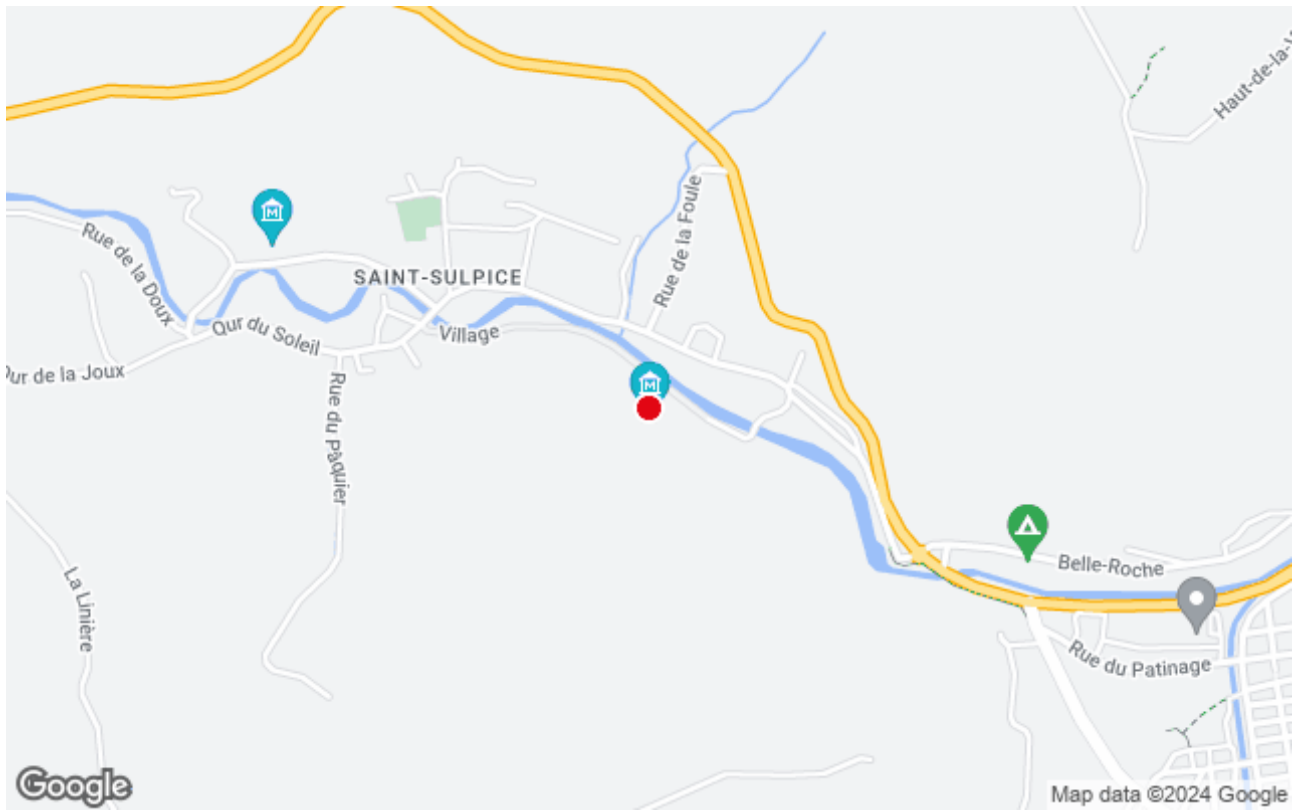 Haut-de-la-V
Rue de la Doux
SAINT-SULPICE
Rue de la Foule
Qur du Soleil
Village
Qur de la Joux
Rue du Pâquier
La Linière
Belle-Roche
Rue du Patinage
Google
Map data ©2024 Google